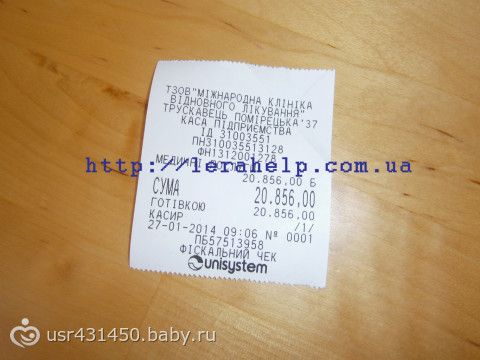 ТЗОВ"МІЖНАРОДНА КЛІНІКА
ВІДНОВНОГО ЛІКУВАННЯ"
ТРУСКАВЕЦЬ ПОМІРЕЦЬКА'37
КАСА ПІДПРИЄМСТВА
ІД 31003551
ПН310035513128
ФН1312001278
http://lerahelp.com.ua
МЕДИЧНІ
20.856,00 Б
СУМА 20.856,00
ГОТІВКОЮ 20.856,00
КАСИР /1/
27-01-2014 09:06 № 0001
ПБ57513958
ФІСКАЛЬНИЙ ЧЕК
unisystem
usr431450.baby.ru